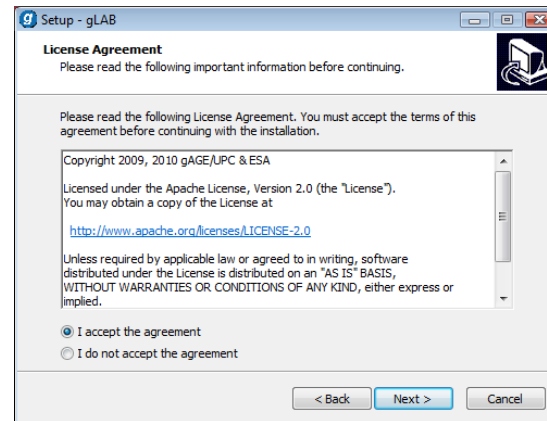 Setup - gLAB
License Agreement
Please read the following important information before continuing.
Please read the following License Agreement. You must accept the terms of this
agreement before continuing with the installation.
Copyright 2009, 2010 gAGE/UPC & ESA
Licensed under the Apache License, Version 2.0 (the "License").
You may obtain a copy of the License at
http://www.apache.org/licenses/LICENSE-2.0
Unless required by applicable law or agreed to in writing, software
distributed under the License is distributed on an "AS IS" BASIS,
WITHOUT WARRANTIES OR CONDITIONS OF ANY KIND, either express or
implied.
I accept the agreement
I do not accept the agreement
< Back
Next >
Cancel